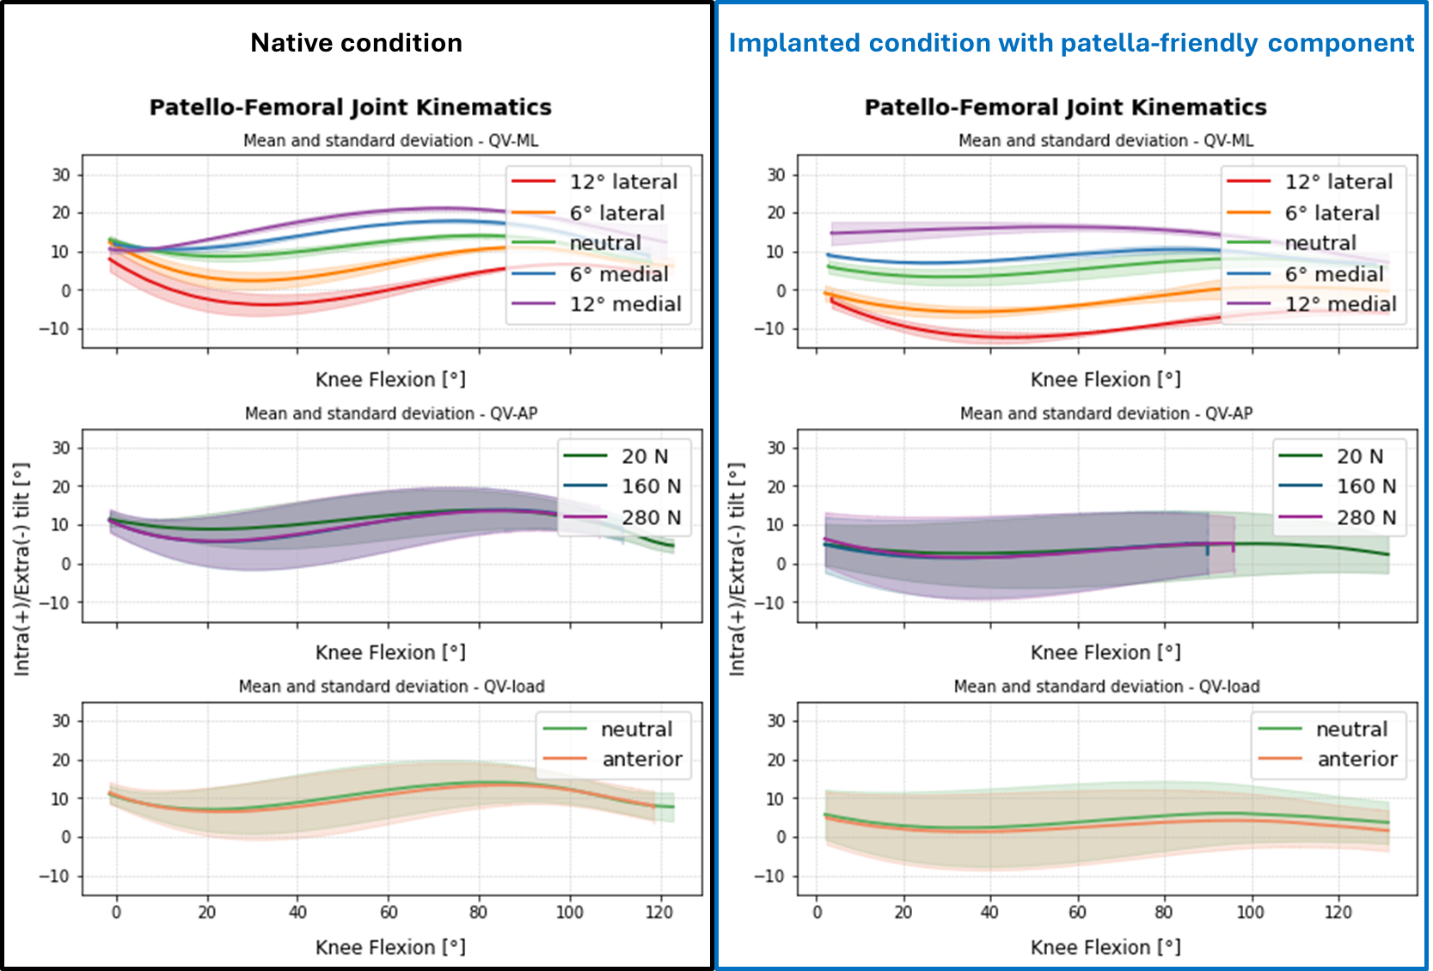 Native condition
Patello-Femoral Joint Kinematics
Mean and standard deviation - QV-ML
30
20
10
0
−10
12° lateral
6° lateral
neutral
6° medial
12° medial
Knee Flexion [°]
Mean and standard deviation - QV-AP
30
20
10
0
−10
20 N
160 N
280 N
Intra(+)/Extra(-) tilt [°]
Knee Flexion [°]
Mean and standard deviation - QV-load
30
20
10
0
−10
neutral
anterior
0 20 40 60 80 100 120
Knee Flexion [°]
Implanted condition with patella-friendly component
Patello-Femoral Joint Kinematics
Mean and standard deviation - QV-ML
30
20
10
0
−10
12° lateral
6° lateral
neutral
6° medial
12° medial
Knee Flexion [°]
Mean and standard deviation - QV-AP
30
20
10
0
−10
20 N
160 N
280 N
Intra(+)/Extra(-) tilt [°]
Knee Flexion [°]
Mean and standard deviation - QV-load
30
20
10
0
−10
neutral
anterior
0 20 40 60 80 100 120
Knee Flexion [°]